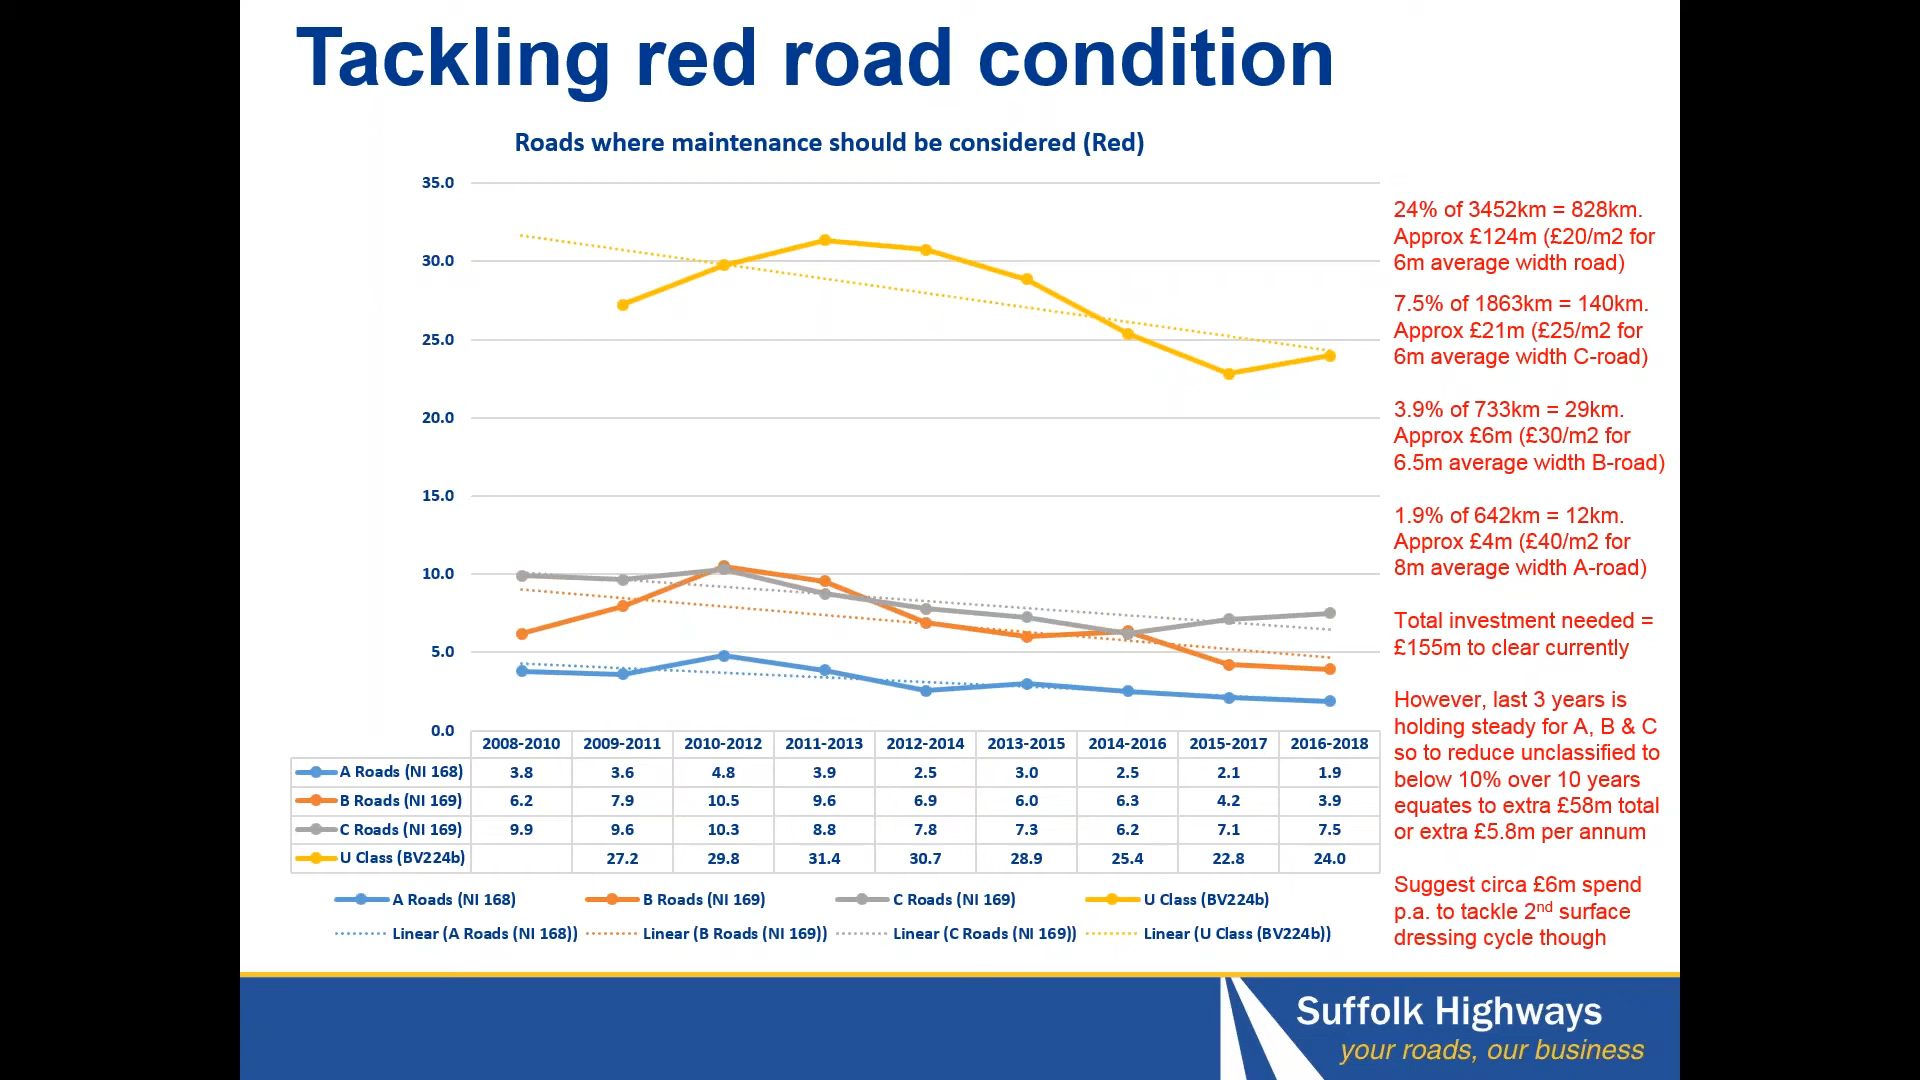 Tackling red road condition
Roads where maintenance should be considered (Red)
35.0
30.0
25.0
20.0
15.0
10.0
5.0
0.0
2008-2010 2009-2011 2010-2012 2011-2013 2012-2014 2013-2015 2014-2016 2015-2017 2016-2018
A Roads (NI 168) 3.8 3.6 4.8 3.9 2.5 3.0 2.5 2.1 1.9
B Roads (NI 169) 6.2 7.9 10.5 9.6 6.9 6.0 6.3 4.2 3.9
C Roads (NI 169) 9.9 9.6 10.3 8.8 7.8 7.3 6.2 7.1 7.5
U Class (BV224b) 27.2 29.8 31.4 30.7 28.9 25.4 22.8 24.0
A Roads (NI 168) B Roads (NI 169) C Roads (NI 169) U Class (BV224b)
Linear (A Roads (NI 168)) Linear (B Roads (NI 169)) Linear (C Roads (NI 169)) Linear (U Class (BV224b))
24% of 3452km = 828km.
Approx £124m (£20/m2 for
6m average width road)
7.5% of 1863km = 140km.
Approx £21m (£25/m2 for
6m average width C-road)
3.9% of 733km = 29km.
Approx £6m (£30/m2 for
6.5m average width B-road)
1.9% of 642km = 12km.
Approx £4m (£40/m2 for
8m average width A-road)
Total investment needed =
£155m to clear currently
However, last 3 years is
holding steady for A, B & C
so to reduce unclassified to
below 10% over 10 years
equates to extra £58m total
or extra £5.8m per annum
Suggest circa £6m spend
p.a. to tackle 2nd surface
dressing cycle though
Suffolk Highways
your roads, our business